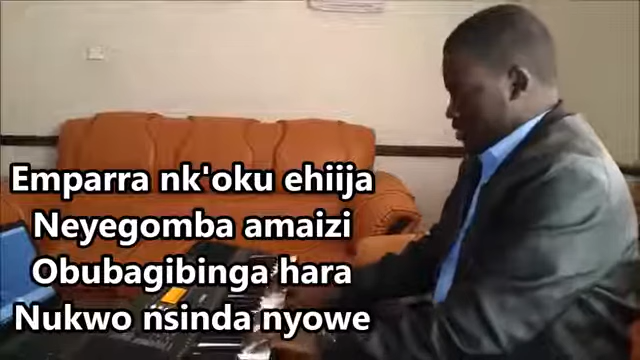 Emparra nk'oku ehiija
Neyegomba amaizi
Obubagibinga hara
Nukwo nsinda nyowe